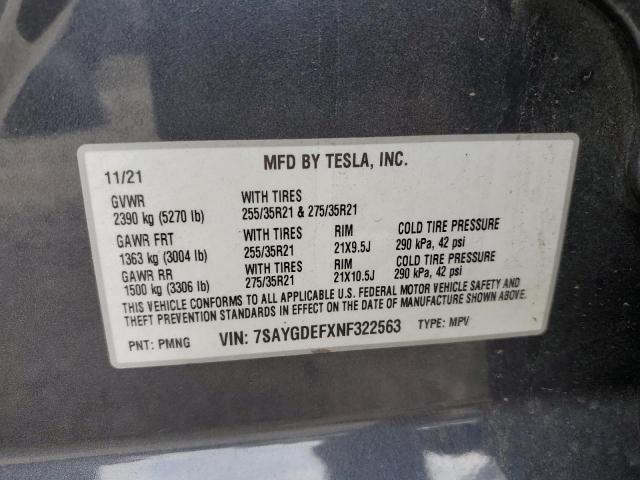 MFD BY TESLA, INC.
11/21
GVWR WITH TIRES
2390 kg (5270 lb) 255/35R21 & 275/35R21
GAWR FRT WITH TIRES RIM COLD TIRE PRESSURE
1363 kg (3004 lb) 255/35R21 21X9.5J 290 kPa, 42 psi
GAWR RR WITH TIRES RIM COLD TIRE PRESSURE
1500 kg (3306 lb) 275/35R21 21X10.5J 290 kPa, 42 psi
THIS VEHICLE CONFORMS TO ALL APPLICABLE U.S. FEDERAL MOTOR VEHICLE SAFETY AND
THEFT PREVENTION STANDARDS IN EFFECT ON THE DATE OF MANUFACTURE SHOWN ABOVE.
PNT: PMNG VIN: 7SAYGDEFXNF322563 TYPE: MPV